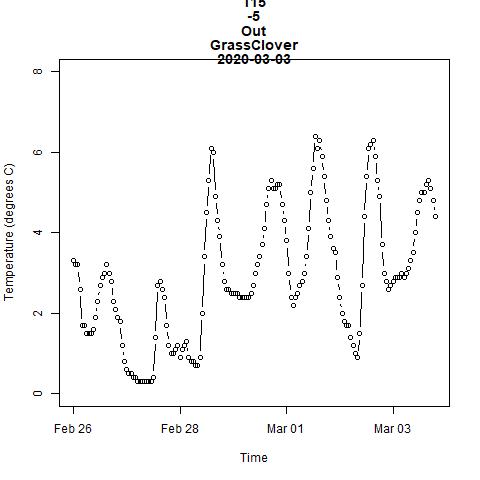 T15
-5
Out
GrassClover
2020-03-03
Temperature (degrees C)
8
6
4
2
0
Feb 26 Feb 28 Mar 01 Mar 03
Time